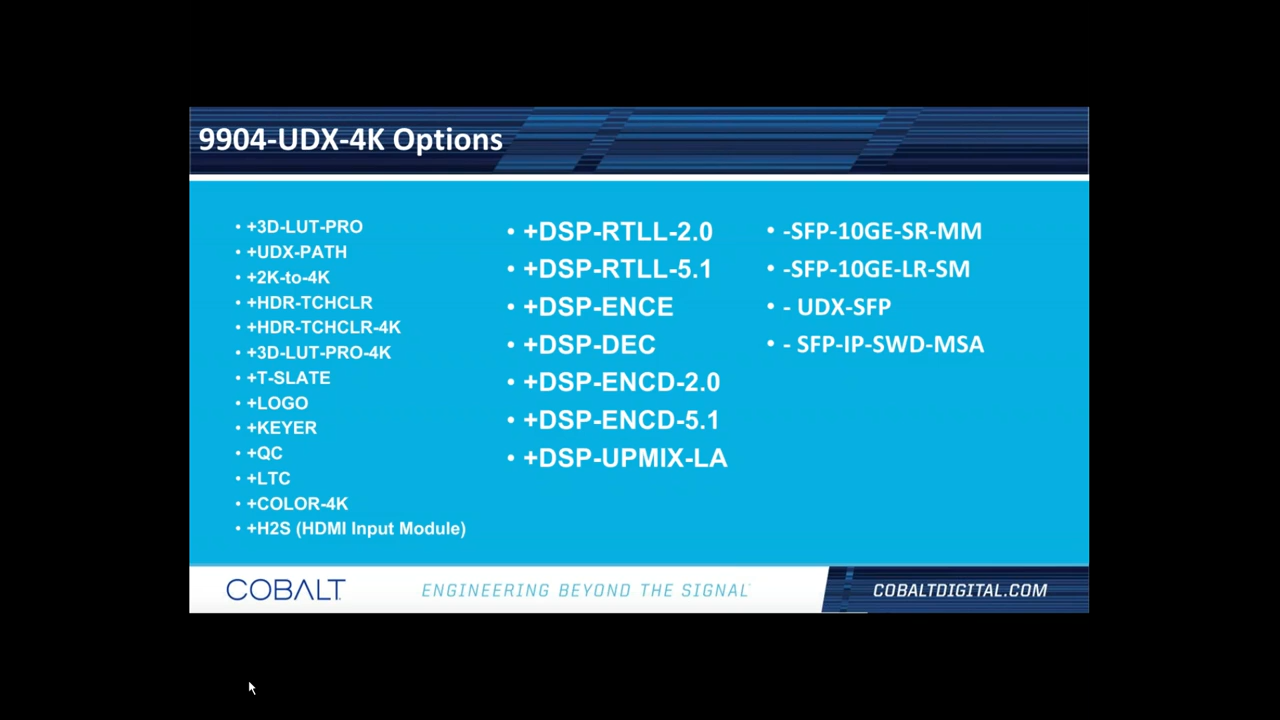 9904-UDX-4K Options
• +3D-LUT-PRO
• +UDX-PATH
• +2K-to-4K
• +HDR-TCHCLR
• +HDR-TCHCLR-4K
• +3D-LUT-PRO-4K
• +T-SLATE
• +LOGO
• +KEYER
• +QC
• +LTC
• +COLOR-4K
• +H2S (HDMI Input Module)
• +DSP-RTLL-2.0
• +DSP-RTLL-5.1
• +DSP-ENCE
• +DSP-DEC
• +DSP-ENCD-2.0
• +DSP-ENCD-5.1
• +DSP-UPMIX-LA
• -SFP-10GE-SR-MM
• -SFP-10GE-LR-SM
• - UDX-SFP
• - SFP-IP-SWD-MSA
COBALT
ENGINEERING BEYOND THE SIGNAL
COBALTDIGITAL.COM